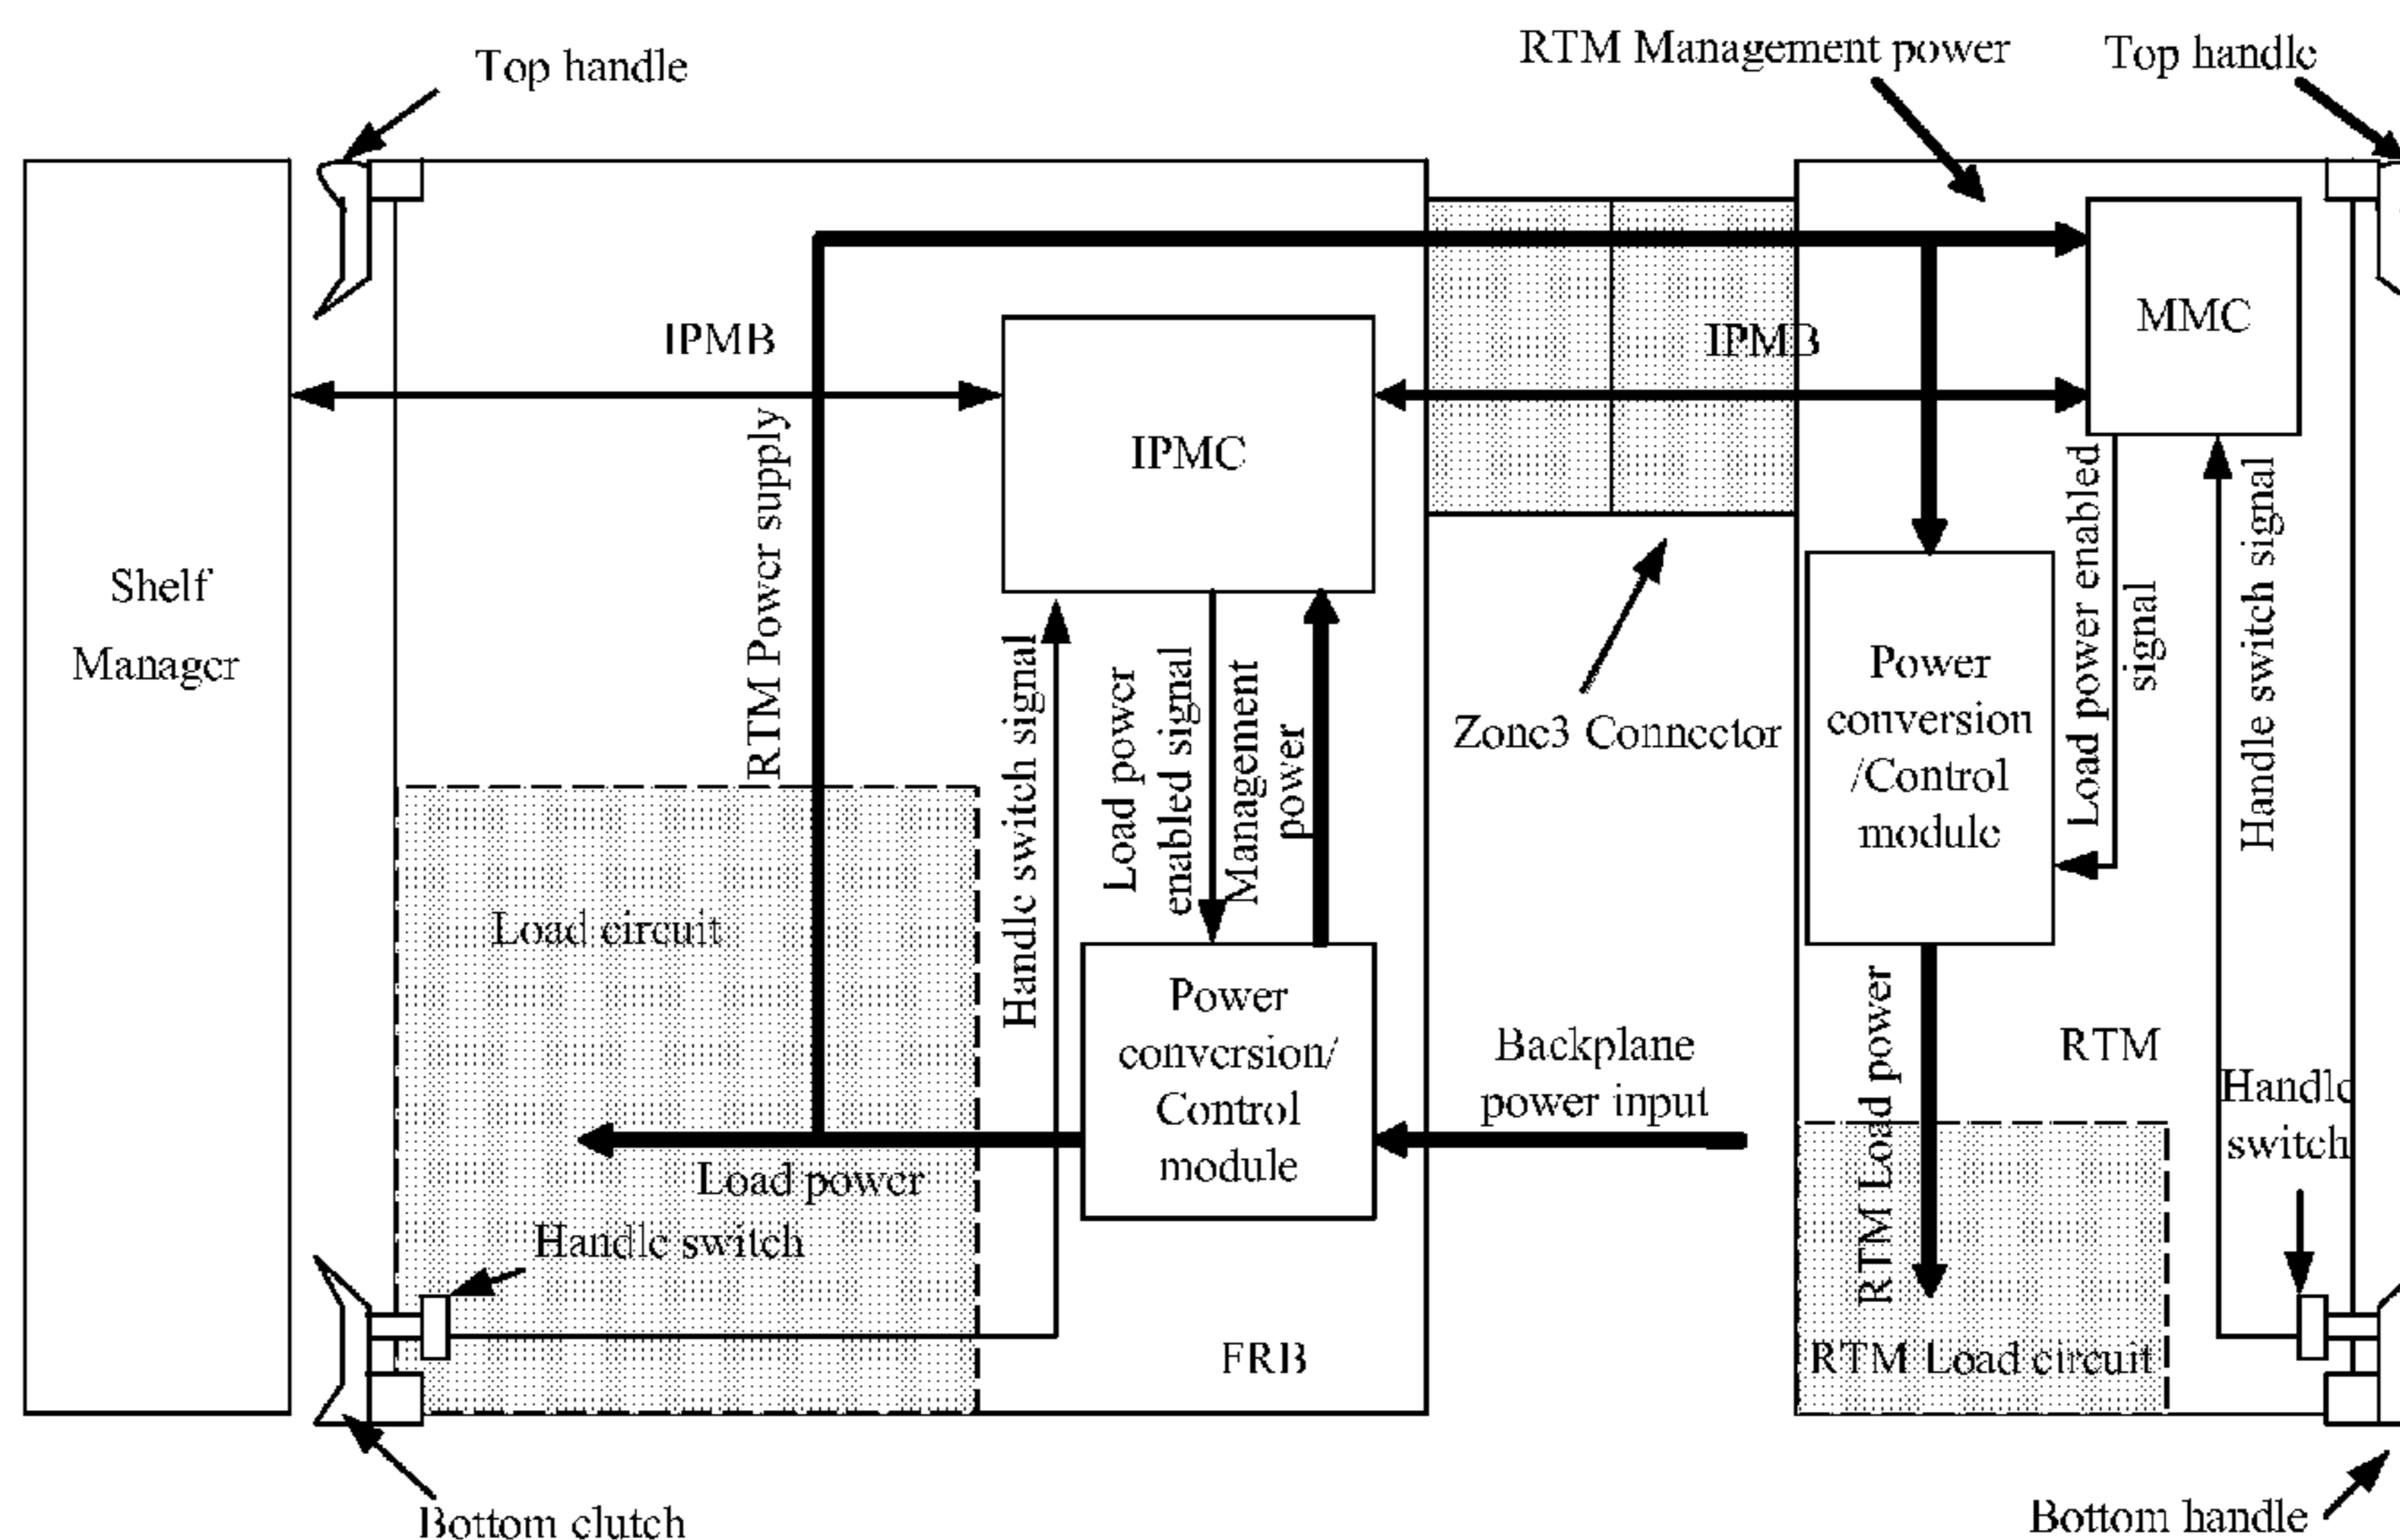 Top handle
RTM Management power
Top handle
IPMB
IPMB
MMC
IPMC
Shelf
Manager
RTM Power supply
Handle switch signal
Load power
enabled signal
Management
power
Zone3 Connector
Power
conversion
/Control
module
Load power enabled
signal
Handle switch signal
Load circuit
Power
conversion/
Control
module
Backplane
power input
Load power
Handle switch
RTM Load power
RTM
Handle
switch
FRB
RTM Load circuit
Bottom clutch
Bottom handle